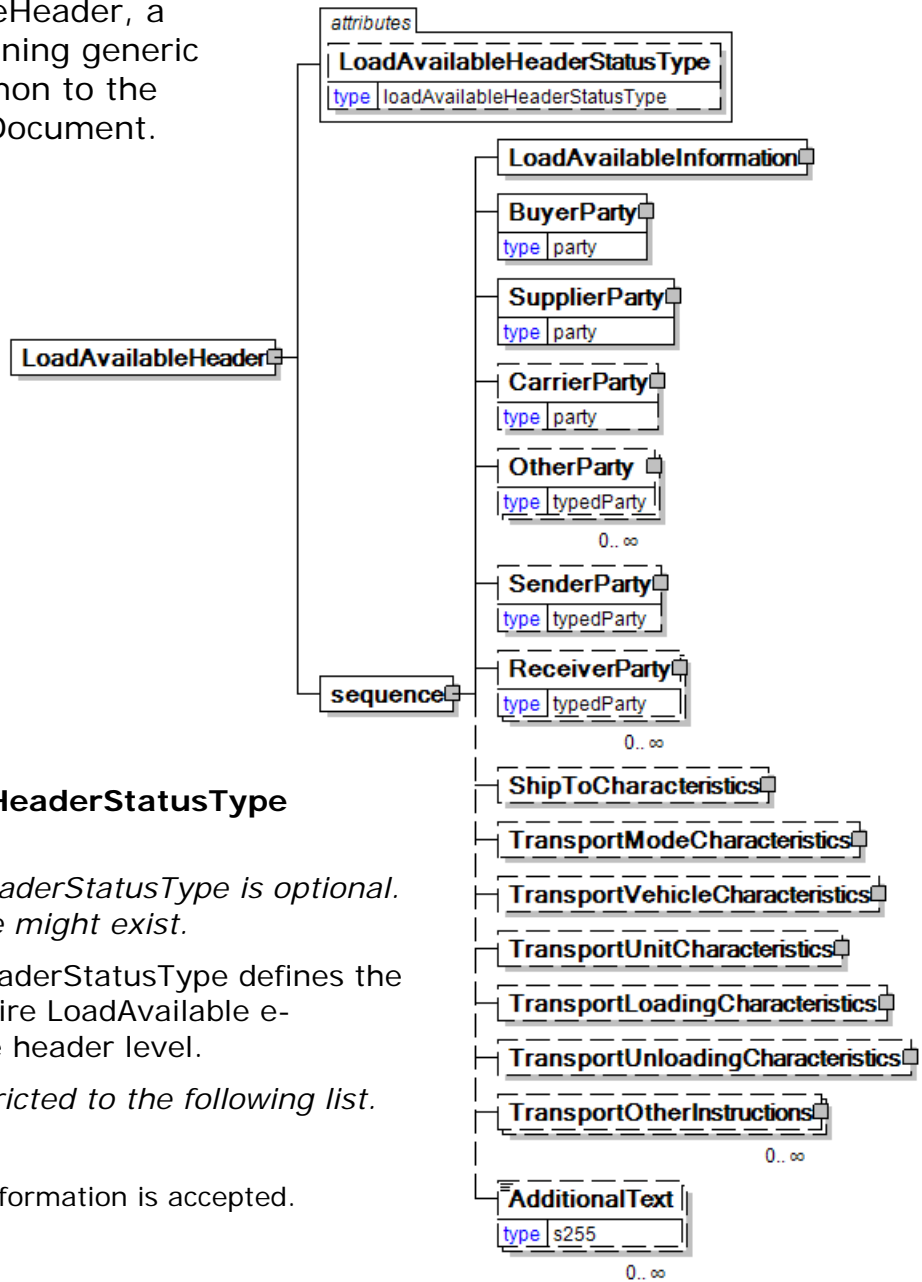 eHeader, a
ning generic
non to the
Document.
attributes
LoadAvailableHeaderStatusType
type loadAvailableHeaderStatusType
LoadAvailableInformation
BuyerParty
type party
SupplierParty
type party
LoadAvailableHeader
CarrierParty
type party
OtherParty
type typedParty
0.. ∞
SenderParty
type typedParty
ReceiverParty
type typedParty
0.. ∞
sequence
ShipToCharacteristics
TransportModeCharacteristics
TransportVehicleCharacteristics
TransportUnitCharacteristics
TransportLoadingCharacteristics
TransportUnloadingCharacteristics
TransportOtherInstructions
0.. ∞
AdditionalText
type s255
0.. ∞
HeaderStatusType
aderStatusType is optional.
e might exist.
aderStatusType defines the
ire LoadAvailable e-
e header level.
ricted to the following list.
formation is accepted.